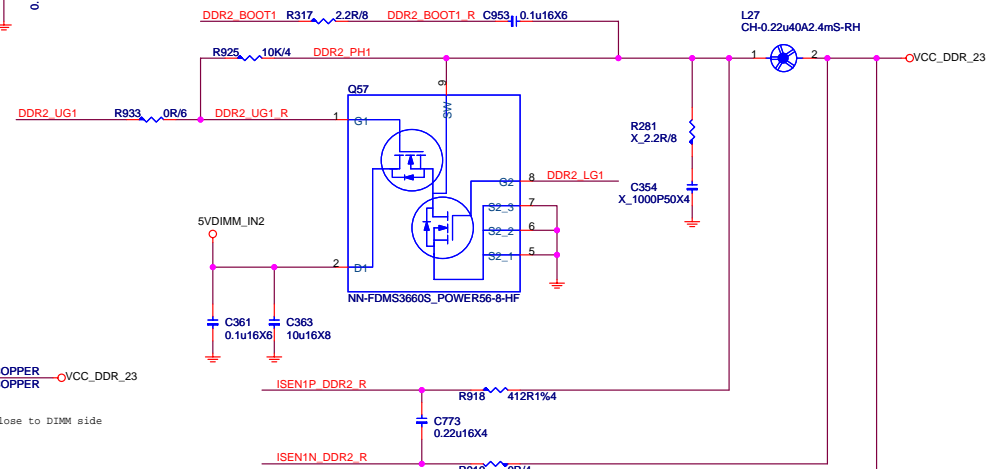 0.
DDR2_BOOT1 R317 2.2R/8 DDR2_BOOT1_R C953 0.1u16X6
L27
CH-0.22u40A2.4mS-RH
R925 10K/4 DDR2_PH1
1 2 VCC_DDR_23
9
SW
Q57
DDR2_UG1 R933 0R/6 DDR2_UG1_R 1 G1
R281
X_2.2R/8
G2 8 DDR2_LG1
C354
X_1000P50X4
S2_3 7
S2_2 6
S2_1 5
5VDIMM_IN2
2 D1
NN-FDMS3660S_POWER56-8-HF
C361
0.1u16X6
C363
10u16X8
OPPER
OPPER
VCC_DDR_23
ISEN1P_DDR2_R
R918 412R1%4
lose to DIMM side
C773
0.22u16X4
ISEN1N_DDR2_R